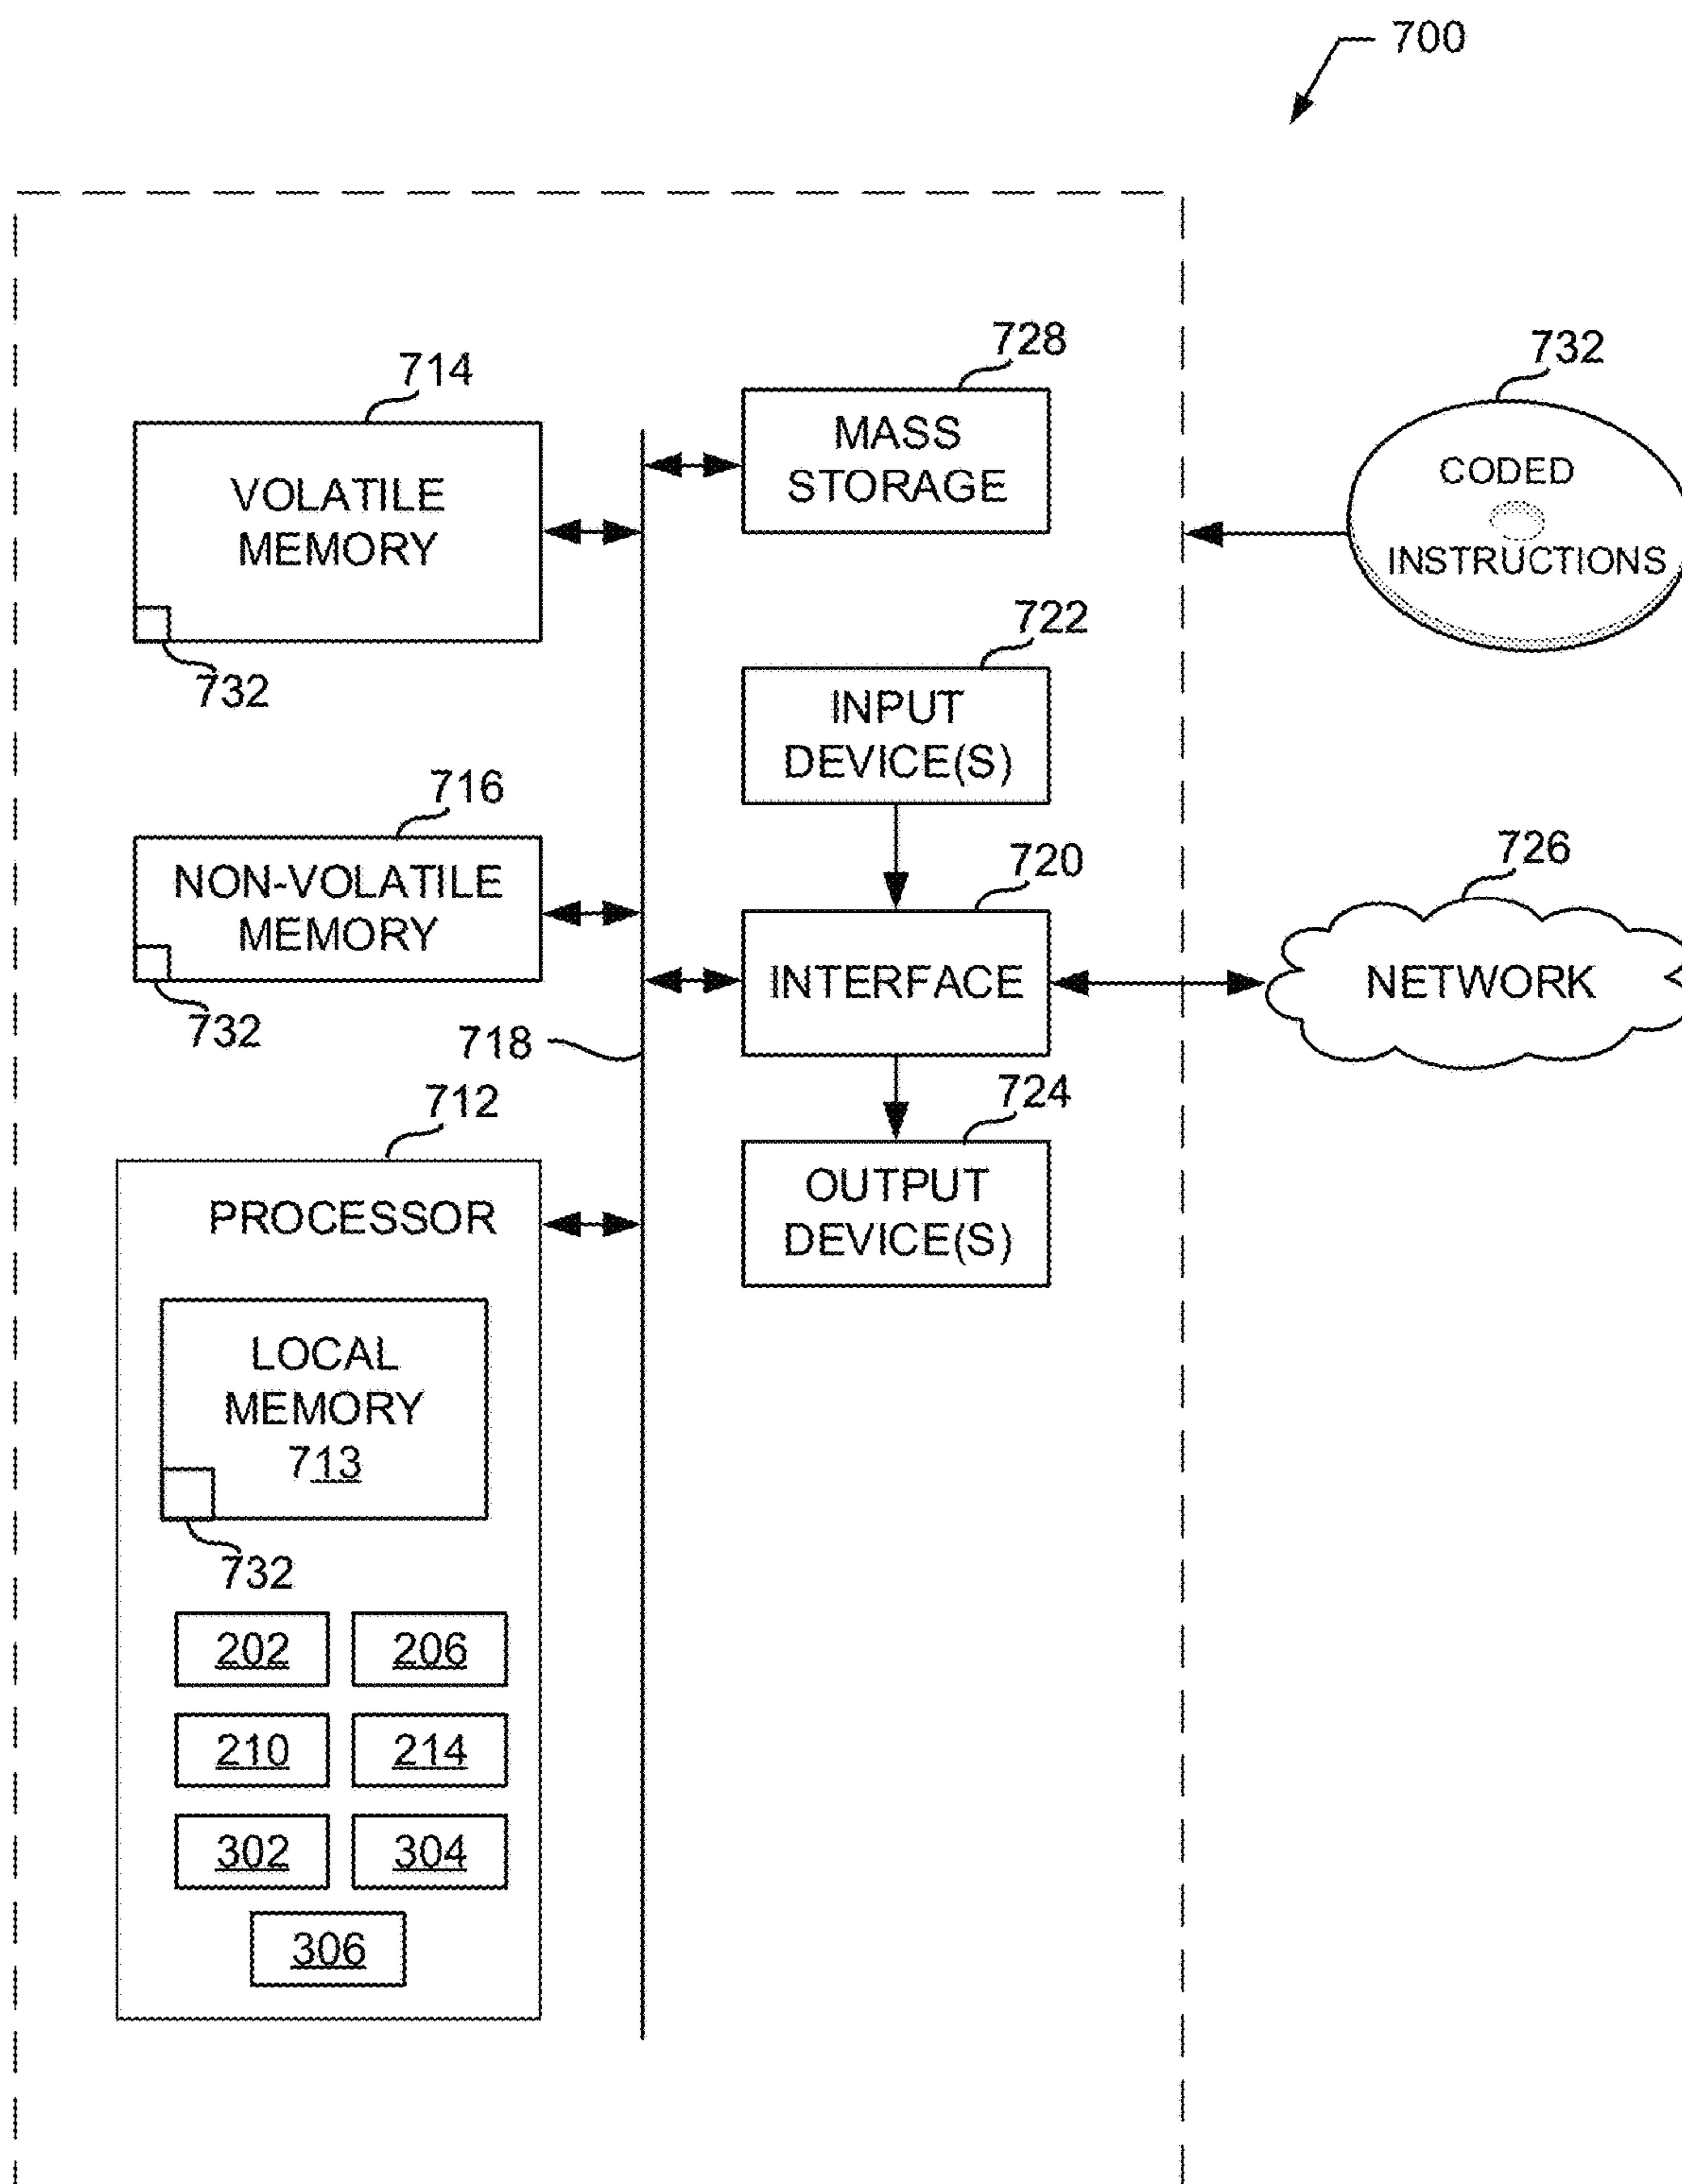 700
714
VOLATILE
MEMORY
732
728
MASS
STORAGE
732
CODED
INSTRUCTIONS
722
INPUT
DEVICE(S)
716
NON-VOLATILE
MEMORY
732
720
INTERFACE
726
NETWORK
718
712
PROCESSOR
LOCAL
MEMORY
713
732
202
206
210
214
302
304
306
724
OUTPUT
DEVICE(S)